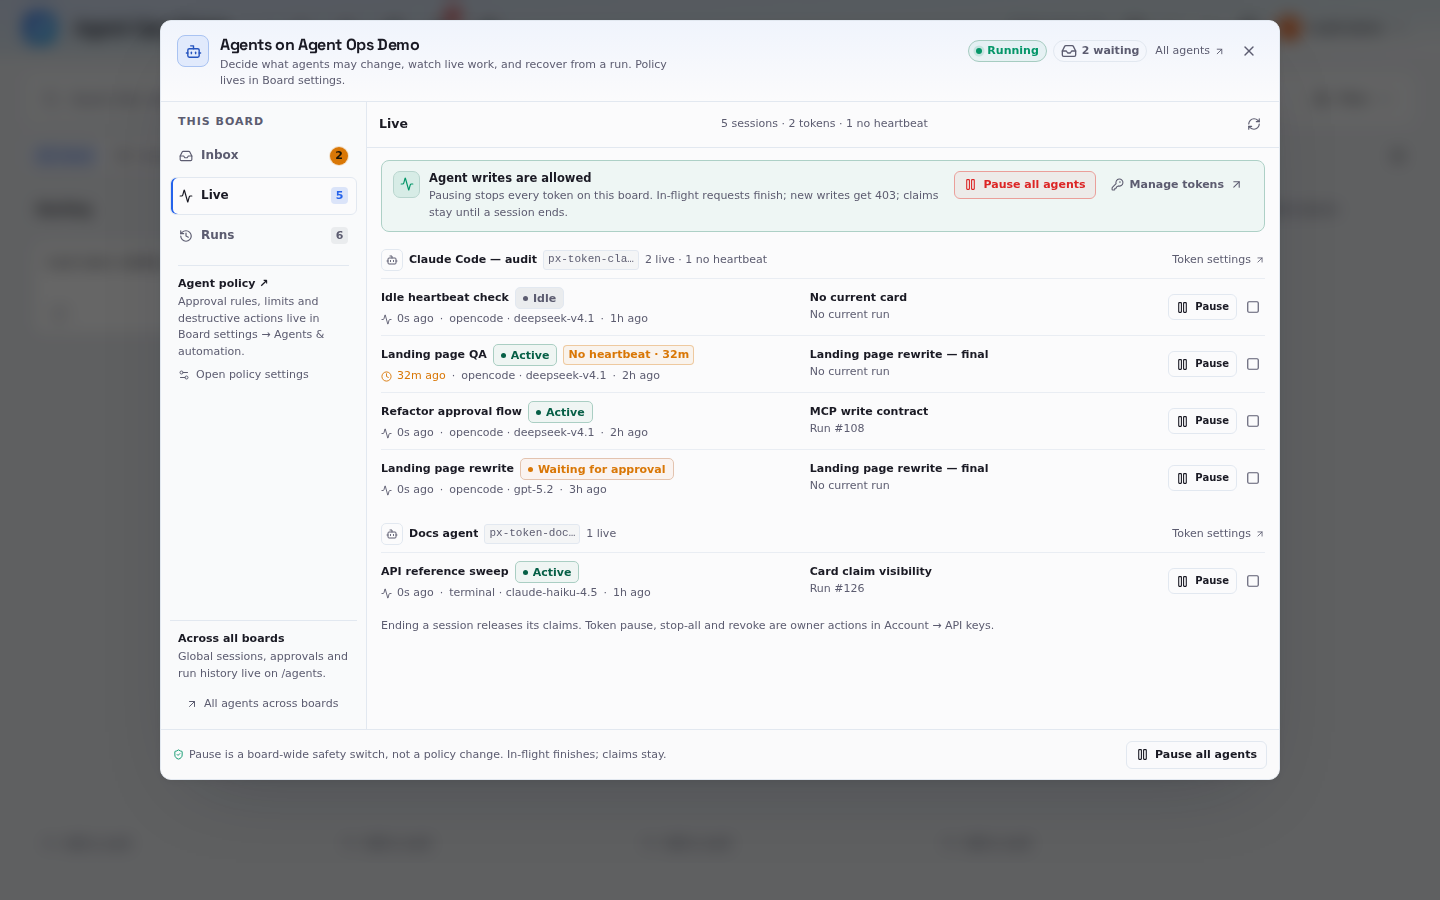 Agents on Agent Ops Demo
Decide what agents may change, watch live work, and recover from a run. Policy
lives in Board settings.
Running
2 waiting
All agents ↗
THIS BOARD
Inbox
2
Live
5
Runs
6
Agent policy ↗
Approval rules, limits and
destructive actions live in
Board settings → Agents &
automation.
Open policy settings
Across all boards
Global sessions, approvals and
run history live on /agents.
All agents across boards
Live
5 sessions · 2 tokens · 1 no heartbeat
Agent writes are allowed
Pausing stops every token on this board. In-flight requests finish; new writes get 403; claims
stay until a session ends.
Pause all agents
Manage tokens ↗
Claude Code — audit px-token-cla… 2 live · 1 no heartbeat
Token settings ↗
Idle heartbeat check Idle
0s ago · opencode · deepseek-v4.1 · 1h ago
No current card
No current run
Pause
Landing page QA Active No heartbeat · 32m
32m ago · opencode · deepseek-v4.1 · 2h ago
Landing page rewrite — final
No current run
Pause
Refactor approval flow Active
0s ago · opencode · deepseek-v4.1 · 2h ago
MCP write contract
Run #108
Pause
Landing page rewrite Waiting for approval
0s ago · opencode · gpt-5.2 · 3h ago
Landing page rewrite — final
No current run
Pause
Docs agent px-token-doc… 1 live
Token settings ↗
API reference sweep Active
0s ago · terminal · claude-haiku-4.5 · 1h ago
Card claim visibility
Run #126
Pause
Ending a session releases its claims. Token pause, stop-all and revoke are owner actions in Account → API keys.
Pause is a board-wide safety switch, not a policy change. In-flight finishes; claims stay.
Pause all agents